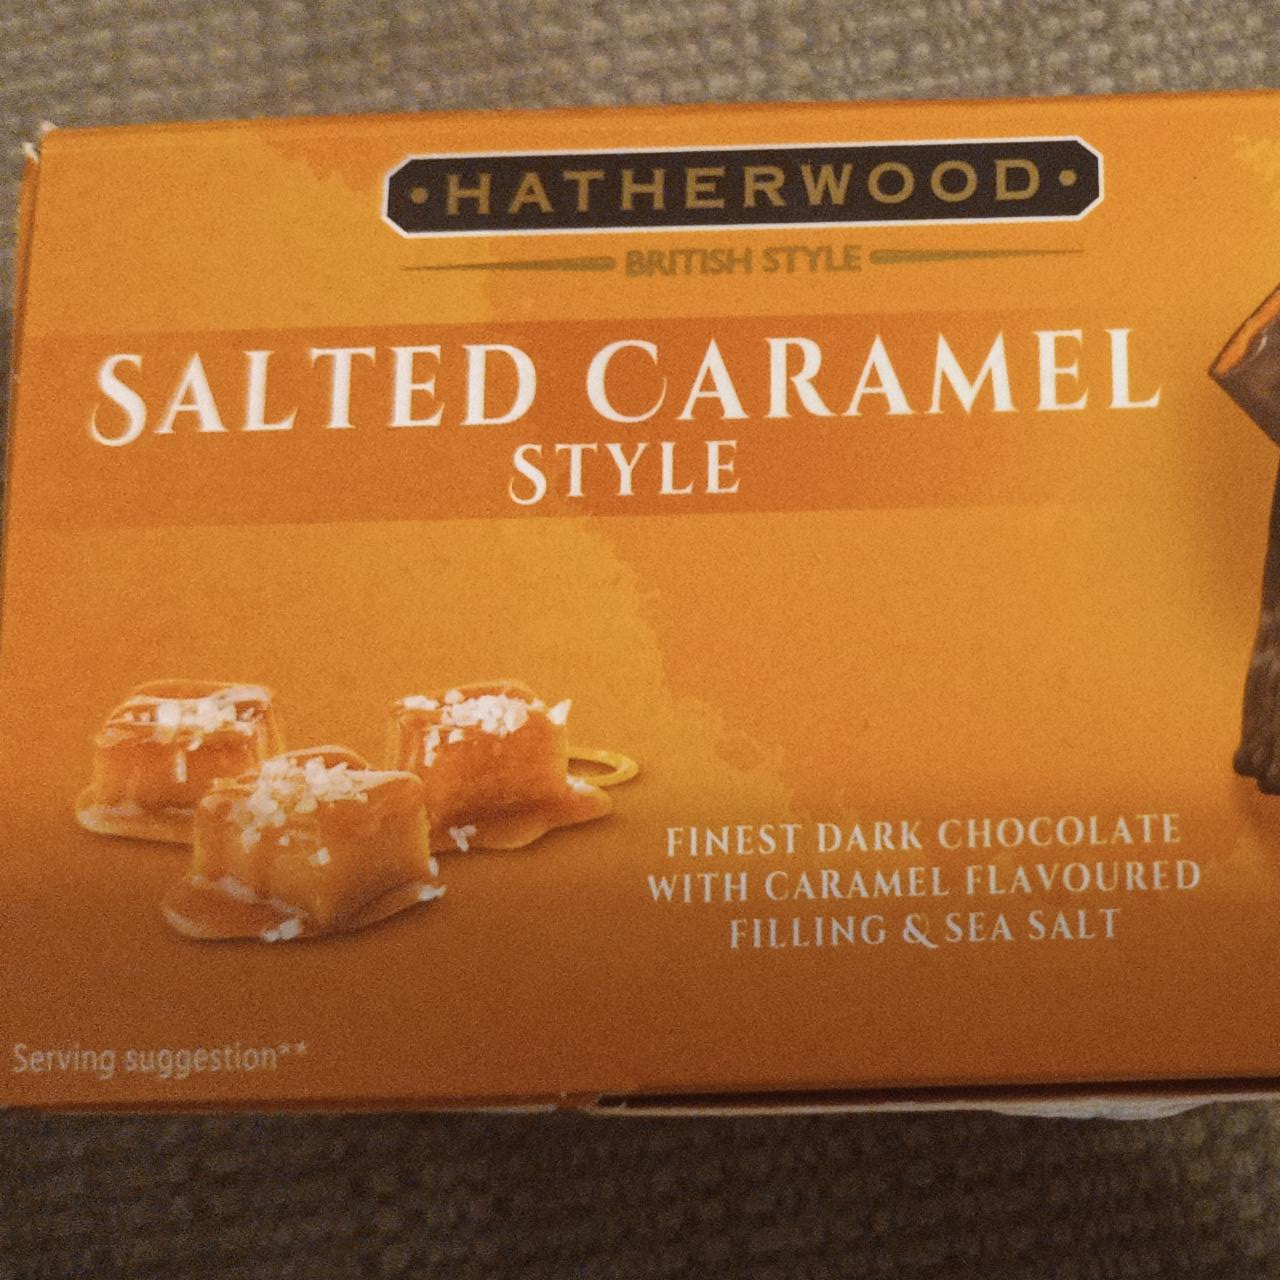 •HATHERWOOD•
BRITISH STYLE
SALTED CARAMEL
STYLE
FINEST DARK CHOCOLATE
WITH CARAMEL FLAVOURED
FILLING & SEA SALT
Serving suggestion**